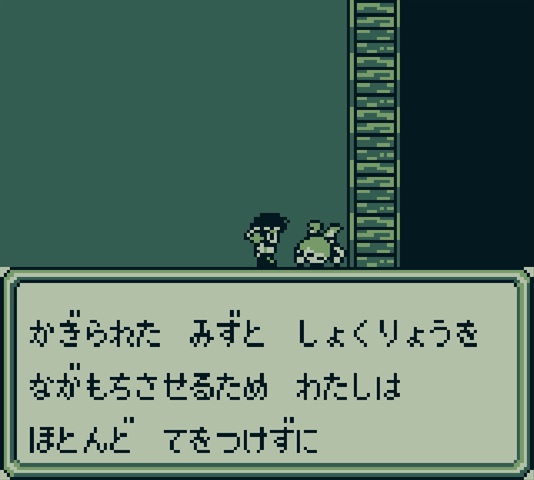 かぎられた　みずと　しょくりょうを
ながもちさせるため　わたしは
ほとんど　てをつけずに